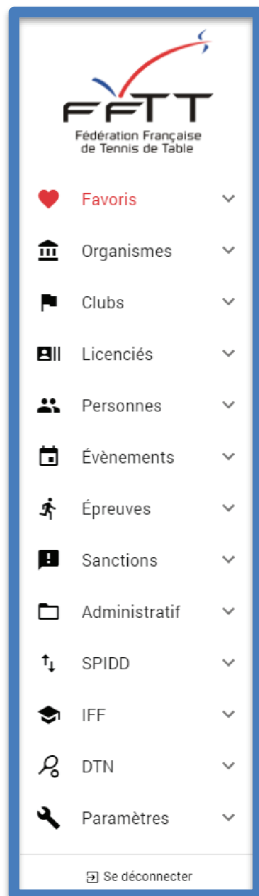 FFTT
Fédération Française
de Tennis de Table
Favoris
Organismes
Clubs
Licenciés
Personnes
Évènements
Épreuves
Sanctions
Administratif
SPIDD
IFF
DTN
Paramètres
Se déconnecter